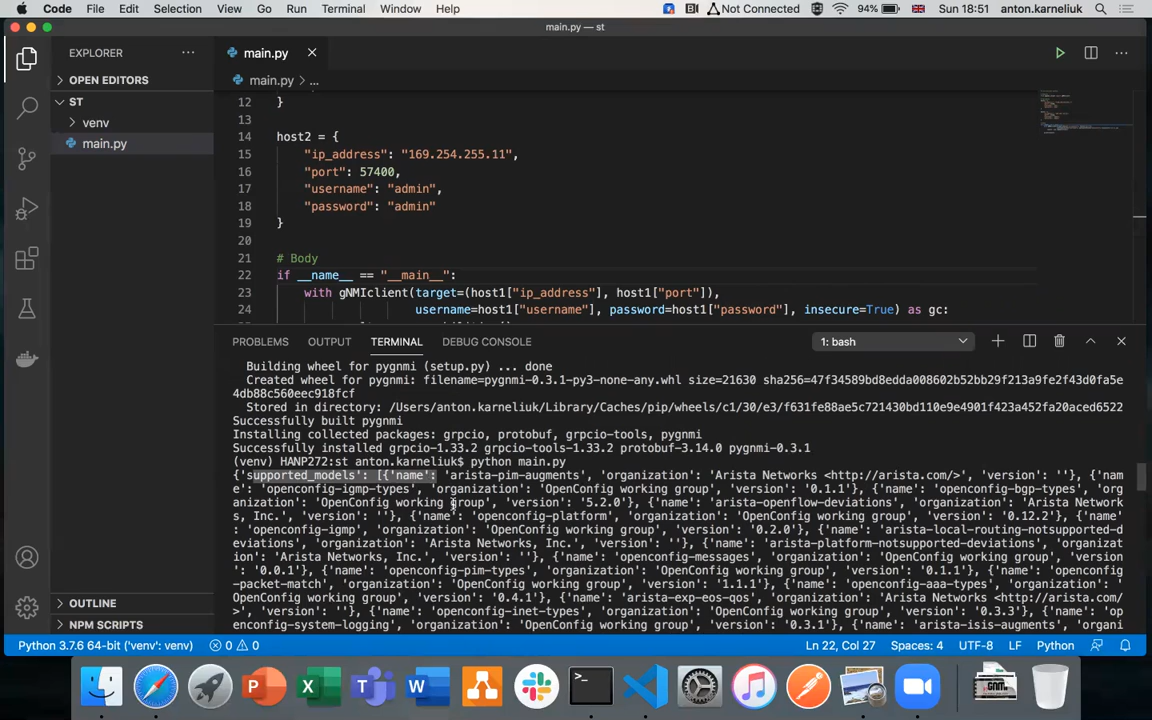 Code File Edit Selection View Go Run Terminal Window Help
Not Connected 94% Sun 18:51 anton.karneliuk
main.py — st
EXPLORER
main.py
OPEN EDITORS
main.py > ...
ST
venv
main.py
12 }
13
14 host2 = {
15 "ip_address": "169.254.255.11",
16 "port": 57400,
17 "username": "admin",
18 "password": "admin"
19 }
20
21 # Body
22 if __name__ == "__main__":
23 with gNMIclient(target=(host1["ip_address"], host1["port"]),
24 username=host1["username"], password=host1["password"], insecure=True) as gc:
PROBLEMS OUTPUT TERMINAL DEBUG CONSOLE 1: bash
Building wheel for pygnmi (setup.py) ... done
Created wheel for pygnmi: filename=pygnmi-0.3.1-py3-none-any.whl size=21630 sha256=47f34589bd8edda008602b52bb29f213a9fe2f43d0fa5e
4db88c560eec918fcf
Stored in directory: /Users/anton.karneliuk/Library/Caches/pip/wheels/c1/30/e3/f631fe88ae5c721430bd110e9e4901f423a452fa20aced6522
Successfully built pygnmi
Installing collected packages: grpcio, protobuf, grpcio-tools, pygnmi
Successfully installed grpcio-1.33.2 grpcio-tools-1.33.2 protobuf-3.14.0 pygnmi-0.3.1
(venv) HANP272:st anton.karneliuk$ python main.py
{'supported_models': [{'name': 'arista-pim-augments', 'organization': 'Arista Networks <http://arista.com/>', 'version': ''}, {'nam
e': 'openconfig-igmp-types', 'organization': 'OpenConfig working group', 'version': '0.1.1'}, {'name': 'openconfig-bgp-types', 'org
anization': 'OpenConfig working group', 'version': '5.2.0'}, {'name': 'arista-openflow-deviations', 'organization': 'Arista Network
s, Inc.', 'version': ''}, {'name': 'openconfig-platform', 'organization': 'OpenConfig working group', 'version': '0.12.2'}, {'name'
: 'openconfig-igmp', 'organization': 'OpenConfig working group', 'version': '0.2.0'}, {'name': 'arista-local-routing-notsupported-d
eviations', 'organization': 'Arista Networks, Inc.', 'version': ''}, {'name': 'arista-platform-notsupported-deviations', 'organizat
ion': 'Arista Networks, Inc.', 'version': ''}, {'name': 'openconfig-messages', 'organization': 'OpenConfig working group', 'version
': '0.0.1'}, {'name': 'openconfig-pim-types', 'organization': 'OpenConfig working group', 'version': '0.1.1'}, {'name': 'openconfig
-packet-match', 'organization': 'OpenConfig working group', 'version': '1.1.1'}, {'name': 'openconfig-aaa-types', 'organization': '
OpenConfig working group', 'version': '0.4.1'}, {'name': 'arista-exp-eos-qos', 'organization': 'Arista Networks <http://arista.com/
>', 'version': ''}, {'name': 'openconfig-inet-types', 'organization': 'OpenConfig working group', 'version': '0.3.3'}, {'name': 'op
enconfig-system-logging', 'organization': 'OpenConfig working group', 'version': '0.3.1'}, {'name': 'arista-isis-augments', 'organi
OUTLINE
NPM SCRIPTS
Python 3.7.6 64-bit ('venv': venv) 0 0 Ln 22, Col 27 Spaces: 4 UTF-8 LF Python